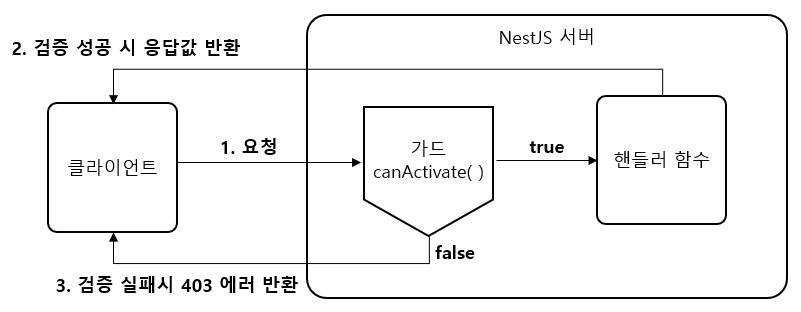 NestJS 서버
2. 검증 성공 시 응답값 반환
클라이언트
1. 요청
가드
canActivate( )
true
핸들러 함수
false
3. 검증 실패시 403 에러 반환